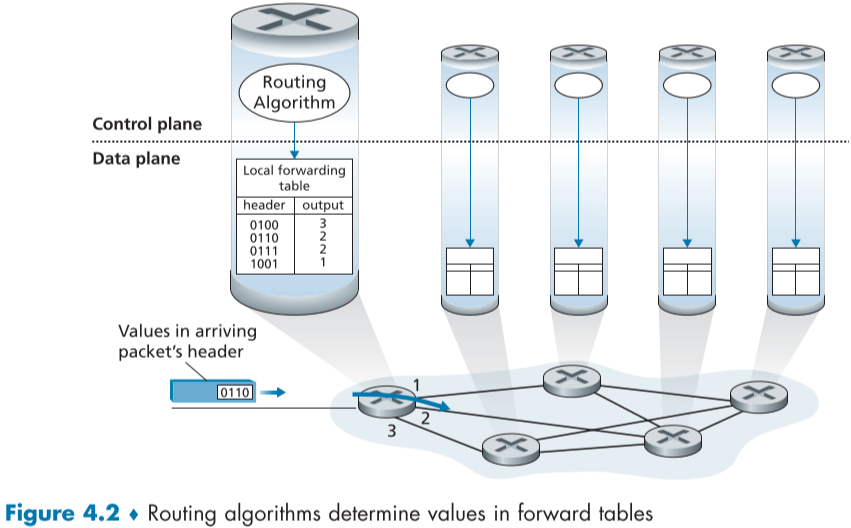 Routing
Algorithm
Control plane
Data plane
Local forwarding
table
header output
0100 3
0110 2
0111 2
1001 1
Values in arriving
packet's header
0110
1
2
3
Figure 4.2 ♦ Routing algorithms determine values in forward tables